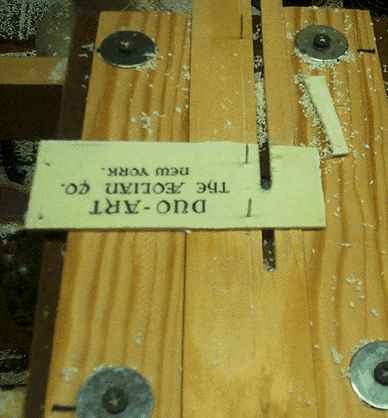 DUO-ART
THE ÆOLIAN CO.
NEW YORK.